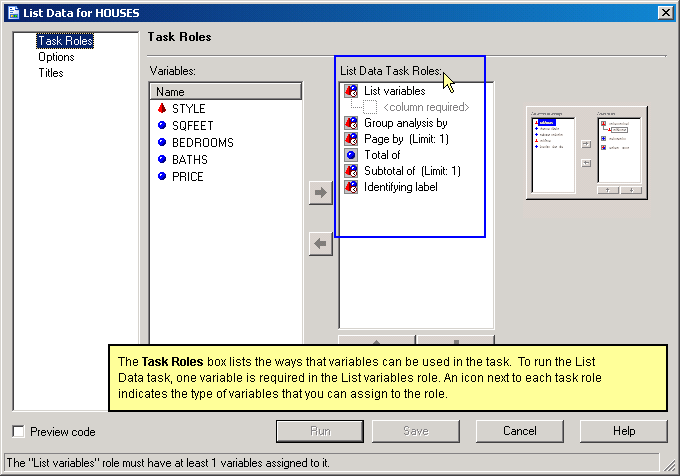 List Data for HOUSES
Task Roles
Options
Titles
Task Roles
Variables:
Name
STYLE
SQFEET
BEDROOMS
BATHS
PRICE
List Data Task Roles:
List variables
<column required>
Group analysis by
Page by (Limit: 1)
Total of
Subtotal of (Limit: 1)
Identifying label
The Task Roles box lists the ways that variables can be used in the task. To run the List
Data task, one variable is required in the List variables role. An icon next to each task role
indicates the type of variables that you can assign to the role.
Preview code
Run
Save
Cancel
Help
The "List variables" role must have at least 1 variables assigned to it.